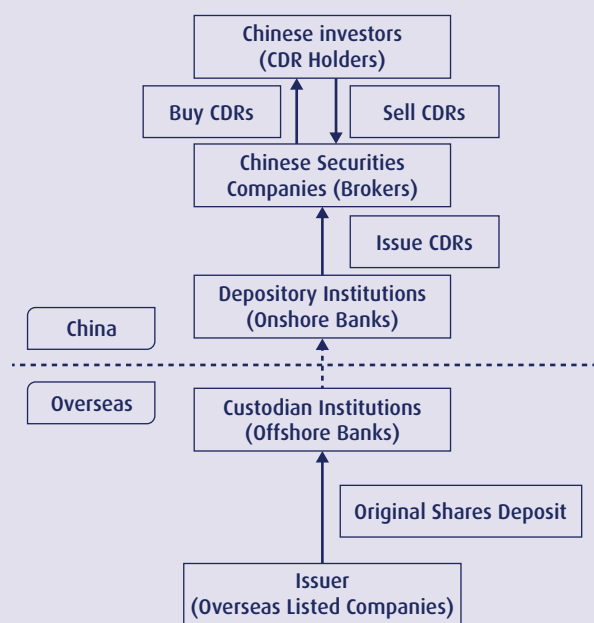 Chinese investors
(CDR Holders)
Buy CDRs
Sell CDRs
Chinese Securities
Companies (Brokers)
Issue CDRs
Depository Institutions
(Onshore Banks)
China
Overseas
Custodian Institutions
(Offshore Banks)
Original Shares Deposit
Issuer
(Overseas Listed Companies)